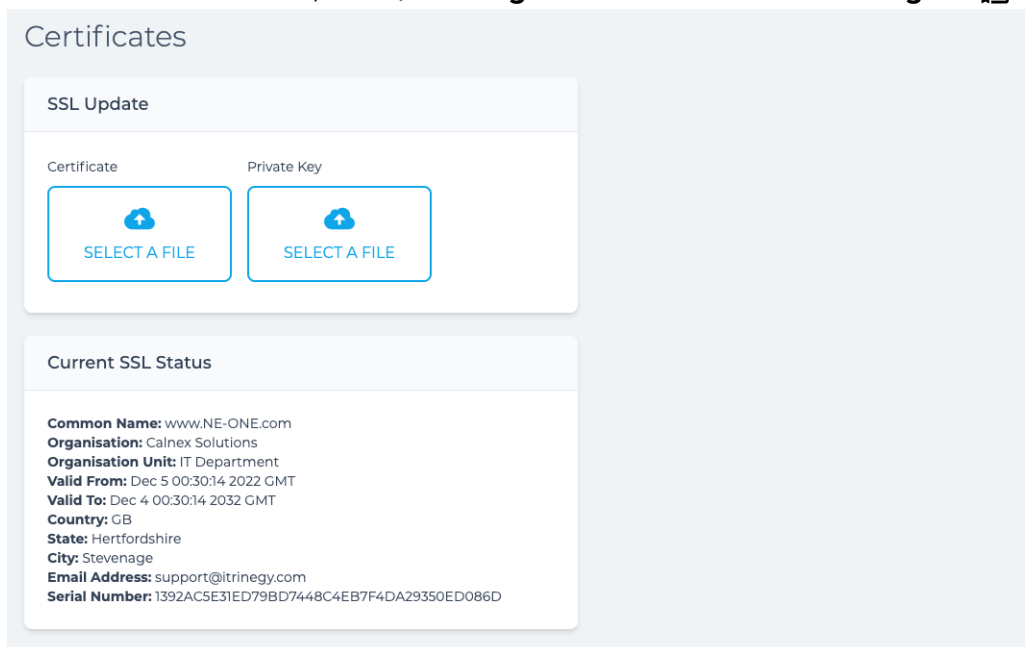 Certificates
SSL Update
Certificate
Private Key
SELECT A FILE
SELECT A FILE
Current SSL Status
Common Name: www.NE-ONE.com
Organisation: Calnex Solutions
Organisation Unit: IT Department
Valid From: Dec 5 00:30:14 2022 GMT
Valid To: Dec 4 00:30:14 2032 GMT
Country: GB
State: Hertfordshire
City: Stevenage
Email Address: support@itrinegy.com
Serial Number: 1392AC5E31ED79BD7448C4EB7F4DA29350ED086D